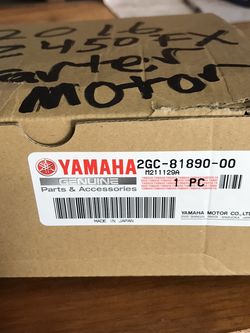 2016
450FX
Starter
Motor
YAMAHA
GENUINE
Parts & Accessories
2GC-81890-00
M211129A
1 PC
MADE IN JAPAN
YAMAHA MOTOR CO.,LTD